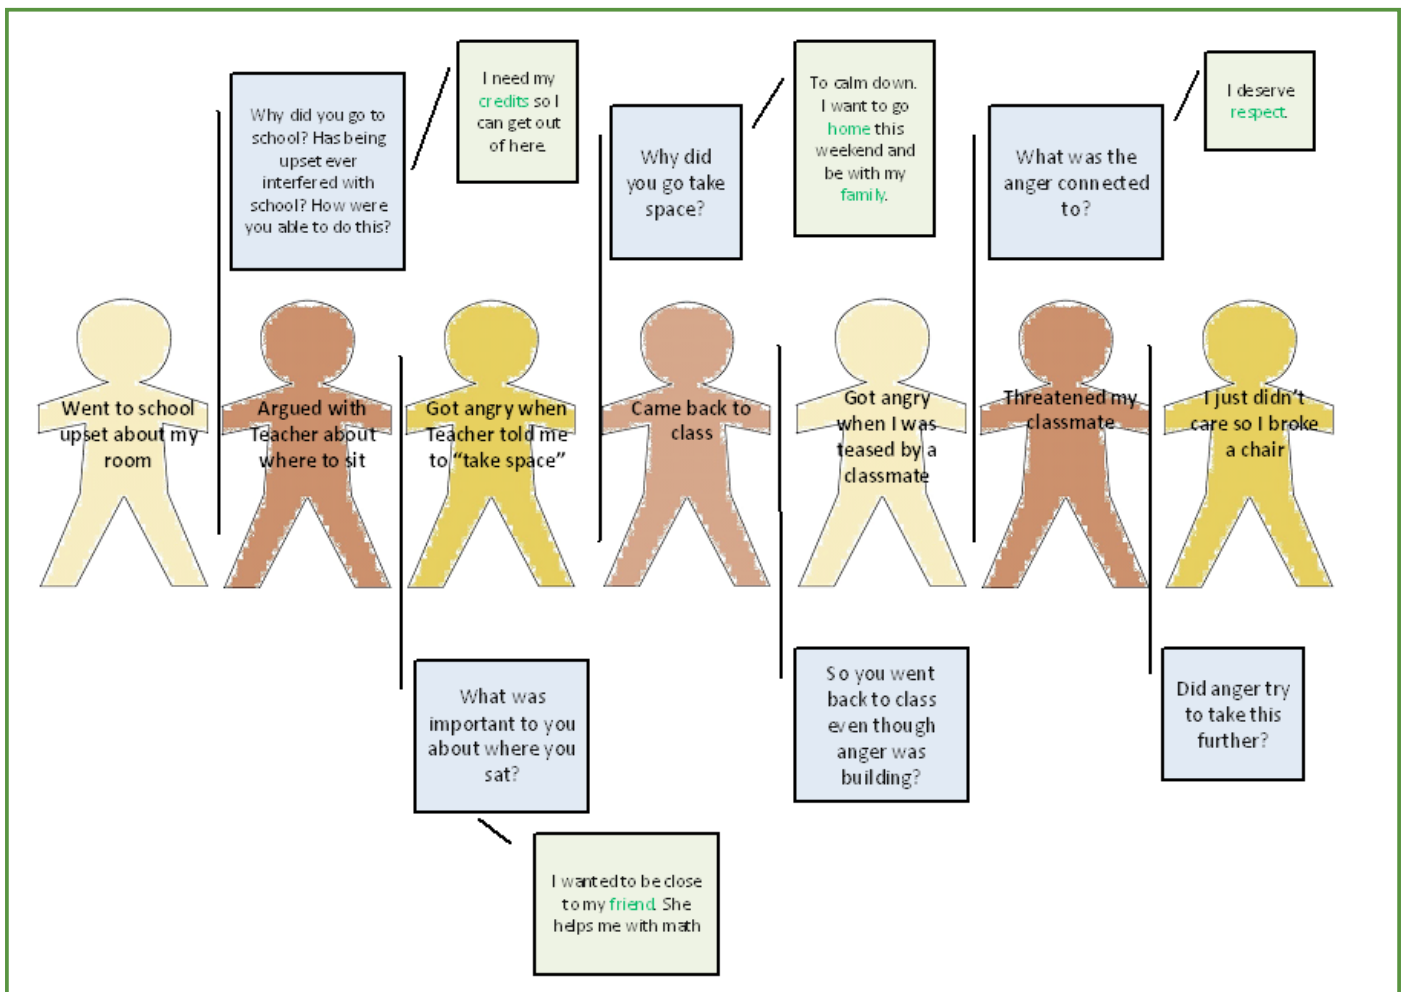 Why did you go to
school? Has being
upset ever
interfered with
school? How were
you able to do this?
I need my
credits so I
can get out
of here.
Why did
you go take
space?
To calm down.
I want to go
home this
weekend and
be with my
family.
What was the
anger connected
to?
I deserve
respect.
Went to school
upset about my
room
Argued with
Teacher about
where to sit
Got angry when
Teacher told me
to “take space”
Came back to
class
Got angry
when I was
teased by a
classmate
Threatened my
classmate
I just didn’t
care so I broke
a chair
What was
important to you
about where you
sat?
I wanted to be close
to my friend. She
helps me with math
So you went
back to class
even though
anger was
building?
Did anger try
to take this
further?